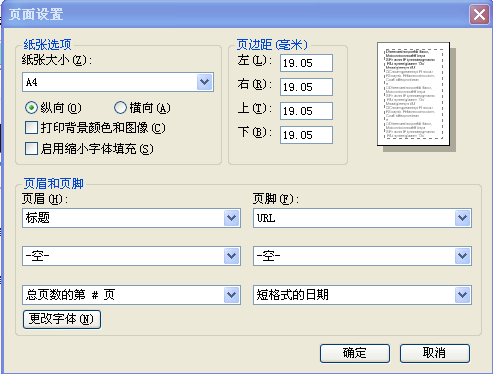 页面设置
纸张选项
纸张大小(Z):
A4
纵向(O) 横向(A)
打印背景颜色和图像(C)
启用缩小字体填充(S)
页边距(毫米)
左(L): 19.05
右(R): 19.05
上(T): 19.05
下(B): 19.05
页眉和页脚
页眉(H): 页脚(F):
标题 URL
-空- -空-
总页数的第 # 页 短格式的日期
更改字体(N)
确定 取消